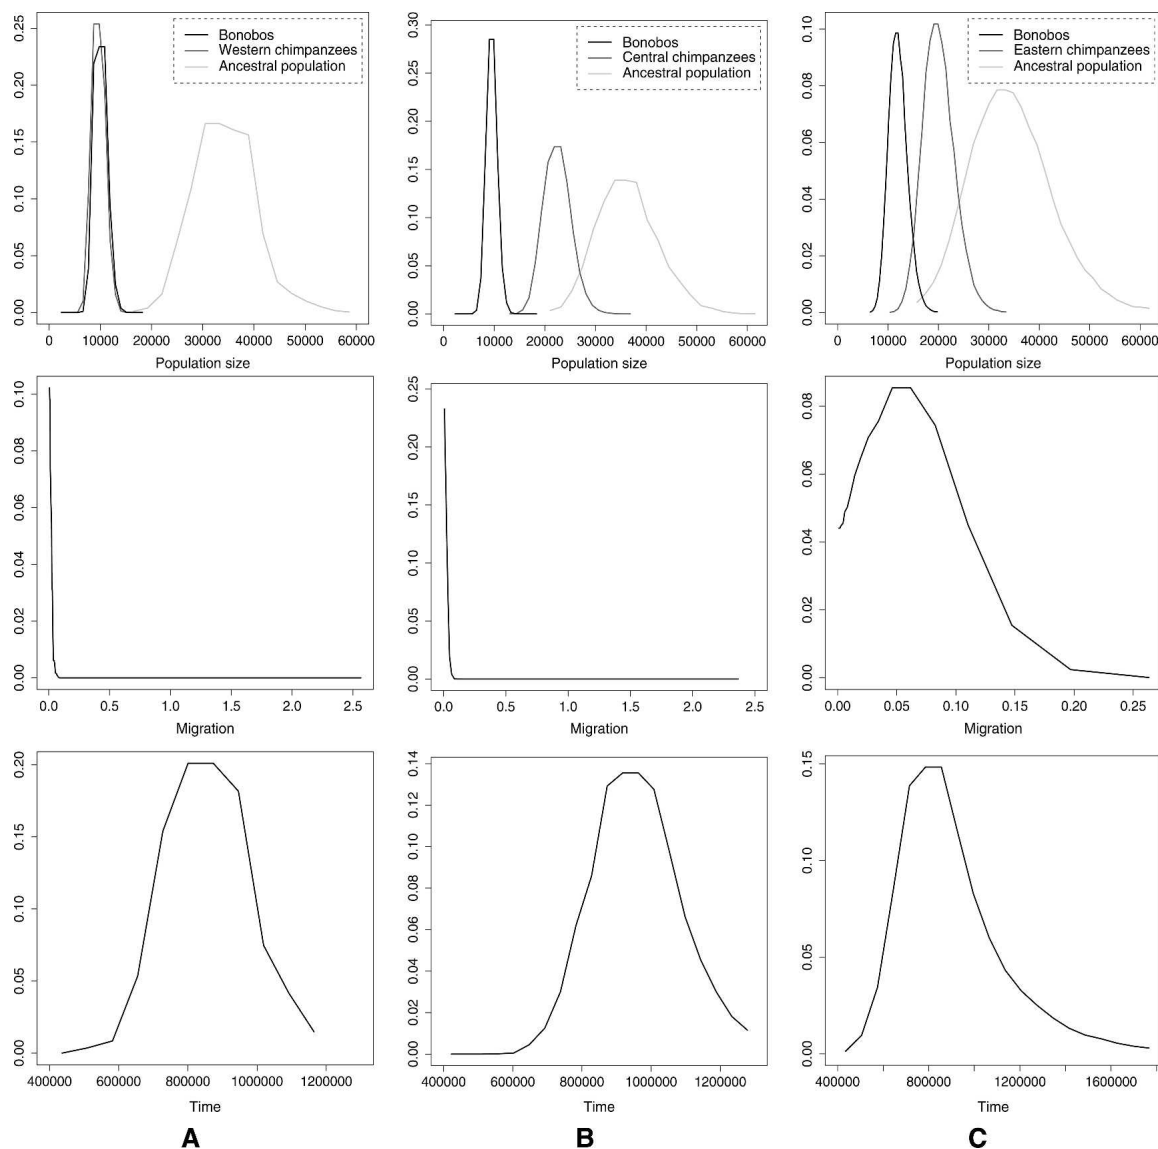 0.00 0.05 0.10 0.15 0.20 0.25
Bonobos
Western chimpanzees
Ancestral population
0 10000 20000 30000 40000 50000 60000
Population size
0.00 0.05 0.10 0.15 0.20 0.25 0.30
Bonobos
Central chimpanzees
Ancestral population
0 10000 20000 30000 40000 50000 60000
Population size
0.00 0.02 0.04 0.06 0.08 0.10
Bonobos
Eastern chimpanzees
Ancestral population
0 10000 20000 30000 40000 50000 60000
Population size
0.00 0.02 0.04 0.06 0.08 0.10
0.0 0.5 1.0 1.5 2.0 2.5
Migration
0.00 0.05 0.10 0.15 0.20 0.25
0.0 0.5 1.0 1.5 2.0 2.5
Migration
0.00 0.02 0.04 0.06 0.08
0.00 0.05 0.10 0.15 0.20 0.25
Migration
0.00 0.05 0.10 0.15 0.20
400000 600000 800000 1000000 1200000
Time
0.00 0.02 0.04 0.06 0.08 0.10 0.12 0.14
400000 600000 800000 1000000 1200000
Time
0.00 0.05 0.10 0.15
400000 800000 1200000 1600000
Time
A B C